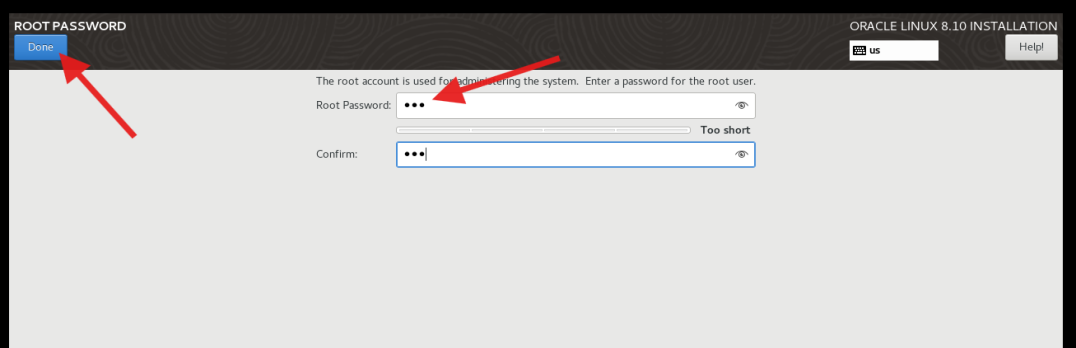 ROOT PASSWORD
ORACLE LINUX 8.10 INSTALLATION
Done
us
Help!
The root account is used for administering the system. Enter a password for the root user.
Root Password: •••
Too short
Confirm: •••